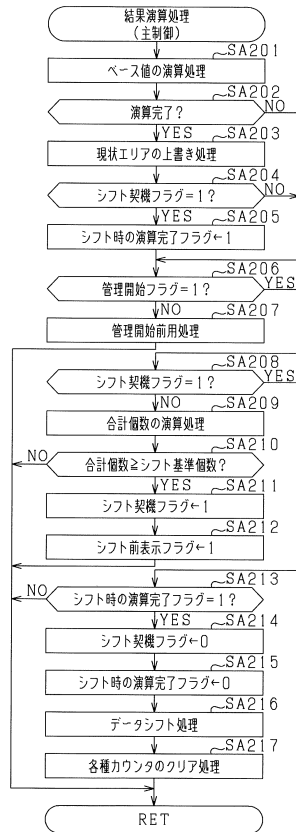 結果演算処理
(主制御)
SA201
ベース値の演算処理
SA202
演算完了?
NO
YES
SA203
現状エリアの上書き処理
SA204
シフト契機フラグ=1?
NO
YES
SA205
シフト時の演算完了フラグ←1
SA206
管理開始フラグ=1?
YES
NO
SA207
管理開始前用処理
SA208
シフト契機フラグ=1?
YES
NO
SA209
合計個数の演算処理
SA210
NO
合計個数≧シフト基準個数?
YES
SA211
シフト契機フラグ←1
SA212
シフト前表示フラグ←1
SA213
NO
シフト時の演算完了フラグ=1?
YES
SA214
シフト契機フラグ←0
SA215
シフト時の演算完了フラグ←0
SA216
データシフト処理
SA217
各種カウンタのクリア処理
RET